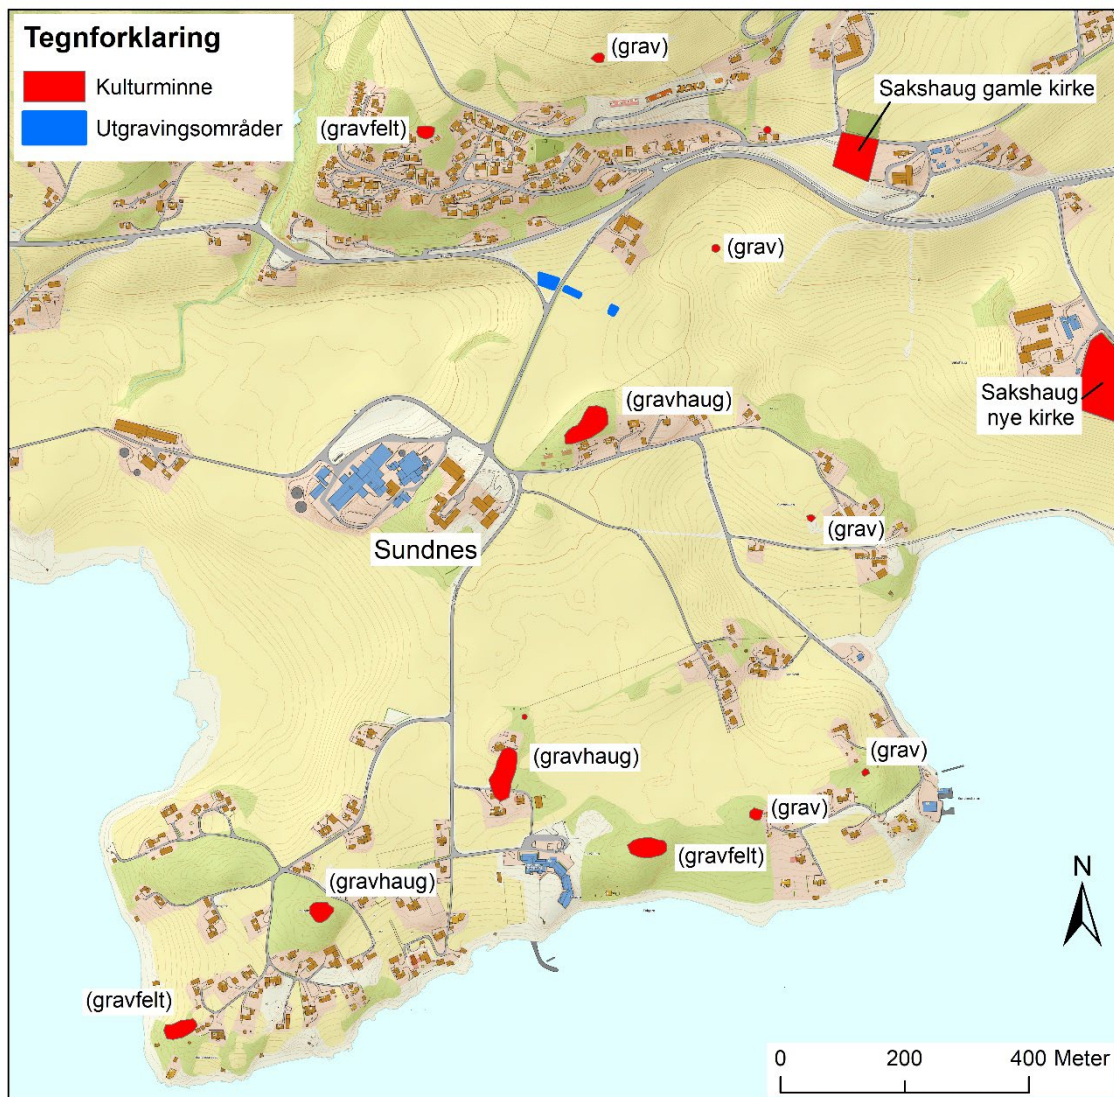 Tegnforklaring
Kulturminne
Utgravingsområder
(grav)
Sakshaug gamle kirke
(gravfelt)
(grav)
(gravhaug)
Sakshaug
nye kirke
(grav)
Sundnes
(gravhaug)
(grav)
(grav)
(gravfelt)
(gravhaug)
N
(gravfelt)
0 200 400 Meter